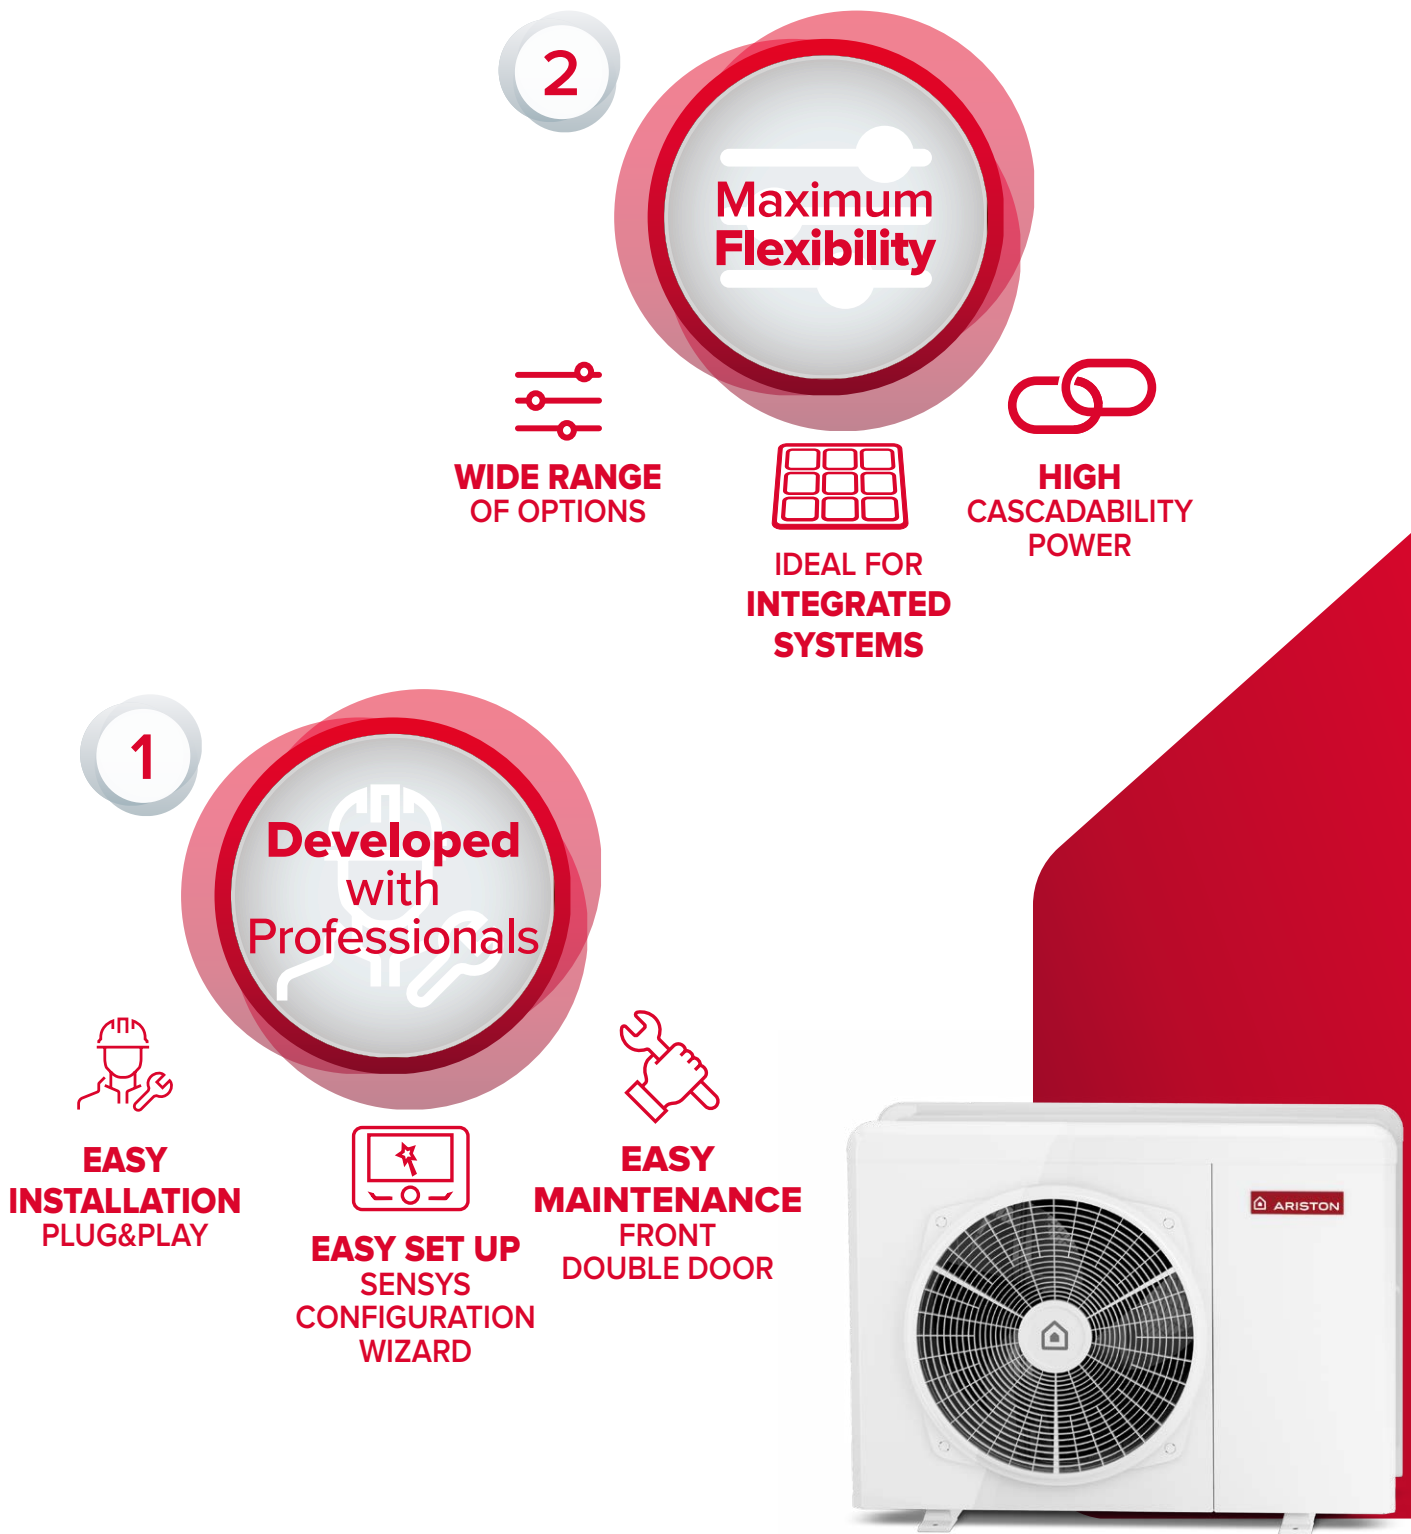 2
Maximum
Flexibility
WIDE RANGE
OF OPTIONS
IDEAL FOR
INTEGRATED
SYSTEMS
HIGH
CASCADABILITY
POWER
1
Developed
with
Professionals
EASY
INSTALLATION
PLUG&PLAY
EASY SET UP
SENSYS
CONFIGURATION
WIZARD
EASY
MAINTENANCE
FRONT
DOUBLE DOOR
ARISTON